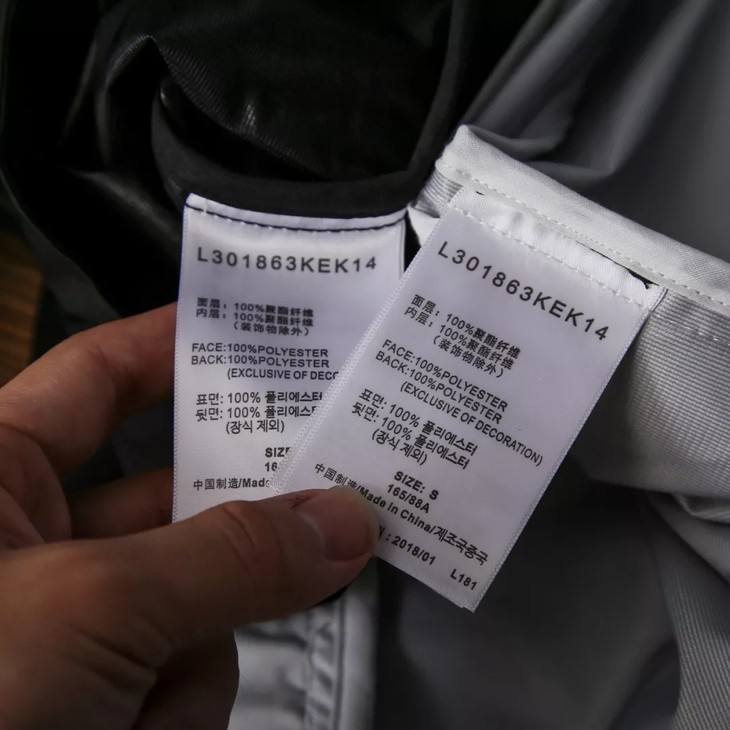 L301863KEK14
面层：100%聚酯纤维
内层：100%聚酯纤维
（装饰物除外）
FACE:100%POLYESTER
BACK:100%POLYESTER
(EXCLUSIVE OF DECO
표면: 100% 폴리에스터
뒷면: 100% 폴리에스터
(장식 제외)
SIZE
16
中国制造/Made
L301863KEK14
面层：100%聚酯纤维
内层：100%聚酯纤维
（装饰物除外）
FACE:100%POLYESTER
BACK:100%POLYESTER
(EXCLUSIVE OF DECORATION)
표면: 100% 폴리에스터
뒷면: 100% 폴리에스터
(장식 제외)
SIZE: S
165/88A
中国制造/Made in China/제조국중국
: 2018/01 L181